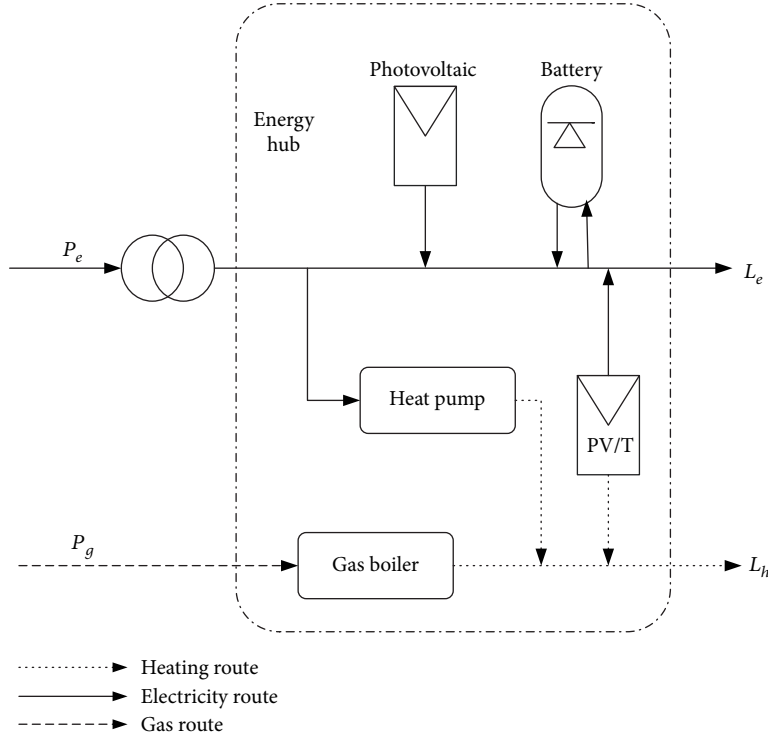 Photovoltaic
Battery
Energy
hub
P_e
L_e
Heat pump
PV/T
P_g
Gas boiler
L_h
Heating route
Electricity route
Gas route